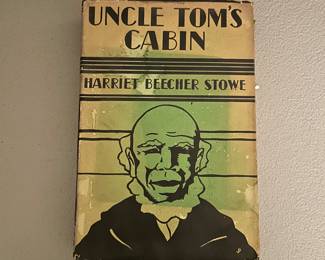 UNCLE TOM'S
CABIN
HARRIET BEECHER STOWE